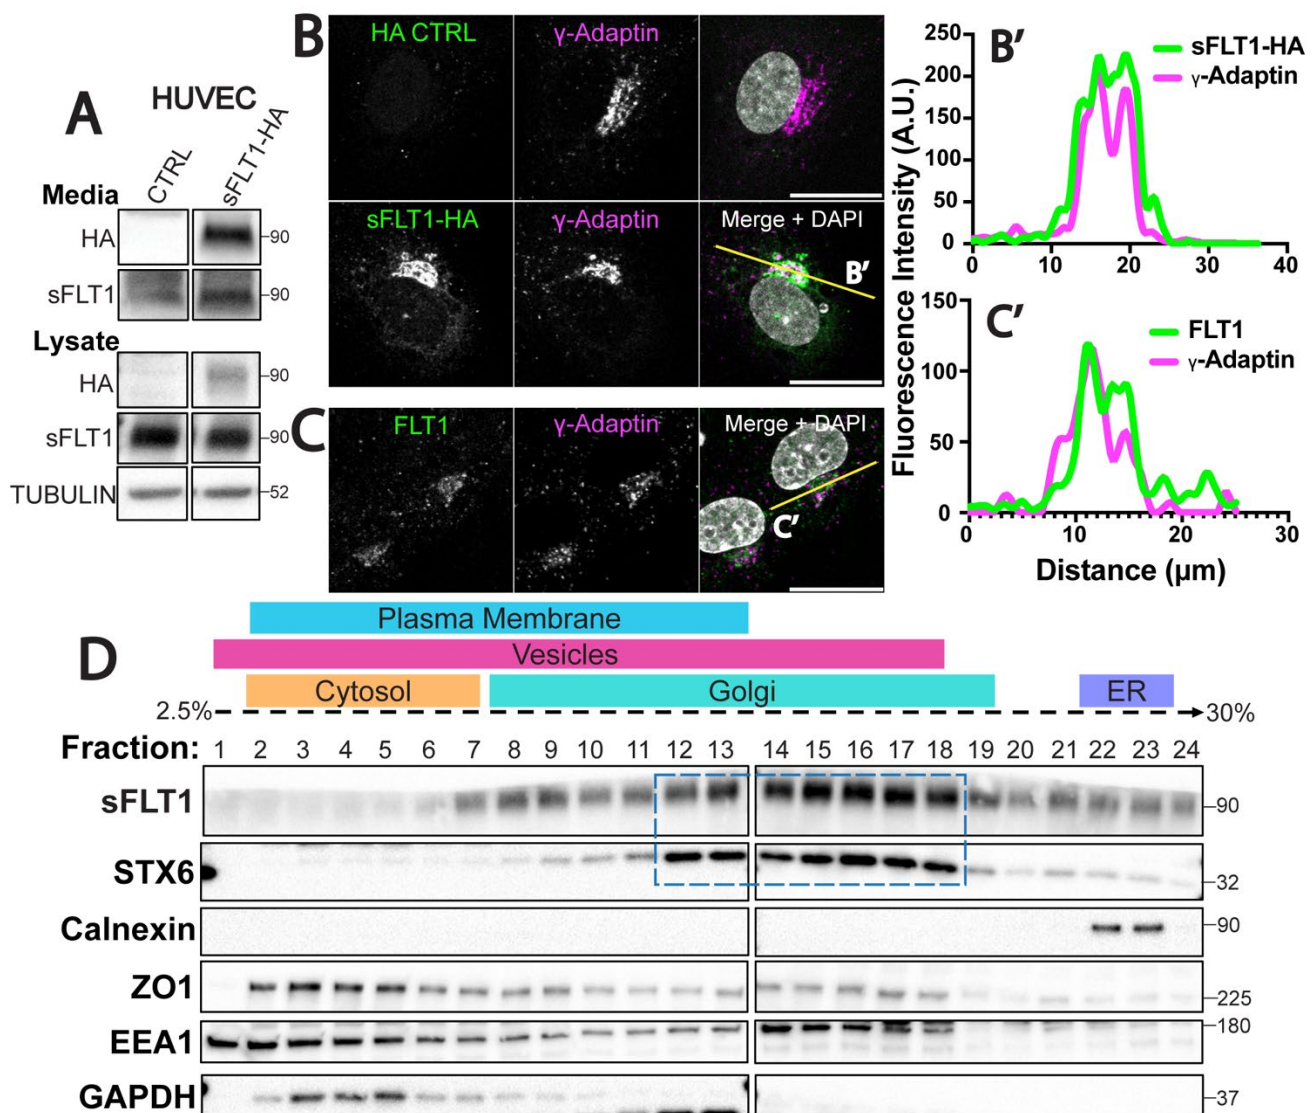 A
HUVEC
CTRL
sFLT1-HA
Media
HA
90
sFLT1
90
Lysate
HA
90
sFLT1
90
TUBULIN
52
B
HA CTRL
γ-Adaptin
sFLT1-HA
γ-Adaptin
Merge + DAPI
B'
C
FLT1
γ-Adaptin
Merge + DAPI
C'
Fluorescence Intensity (A.U.)
B'
sFLT1-HA
γ-Adaptin
250
200
150
100
50
0
0 10 20 30 40
C'
FLT1
γ-Adaptin
150
100
50
0
0 10 20 30
Distance (µm)
D
Plasma Membrane
Vesicles
Cytosol
Golgi
ER
2.5%
30%
Fraction: 1 2 3 4 5 6 7 8 9 10 11 12 13 14 15 16 17 18 19 20 21 22 23 24
sFLT1
90
STX6
32
Calnexin
90
ZO1
225
EEA1
180
GAPDH
37